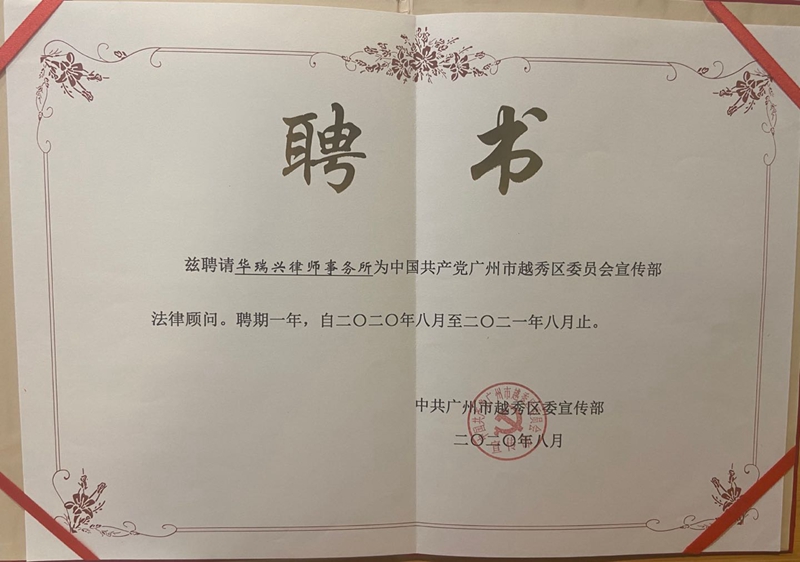 聘 书
兹聘请华瑞兴律师事务所为中国共产党广州市越秀区委员会宣传部
法律顾问。聘期一年，自二〇二〇年八月至二〇二一年八月止。
中共广州市越秀区委宣传部
二〇二〇年八月